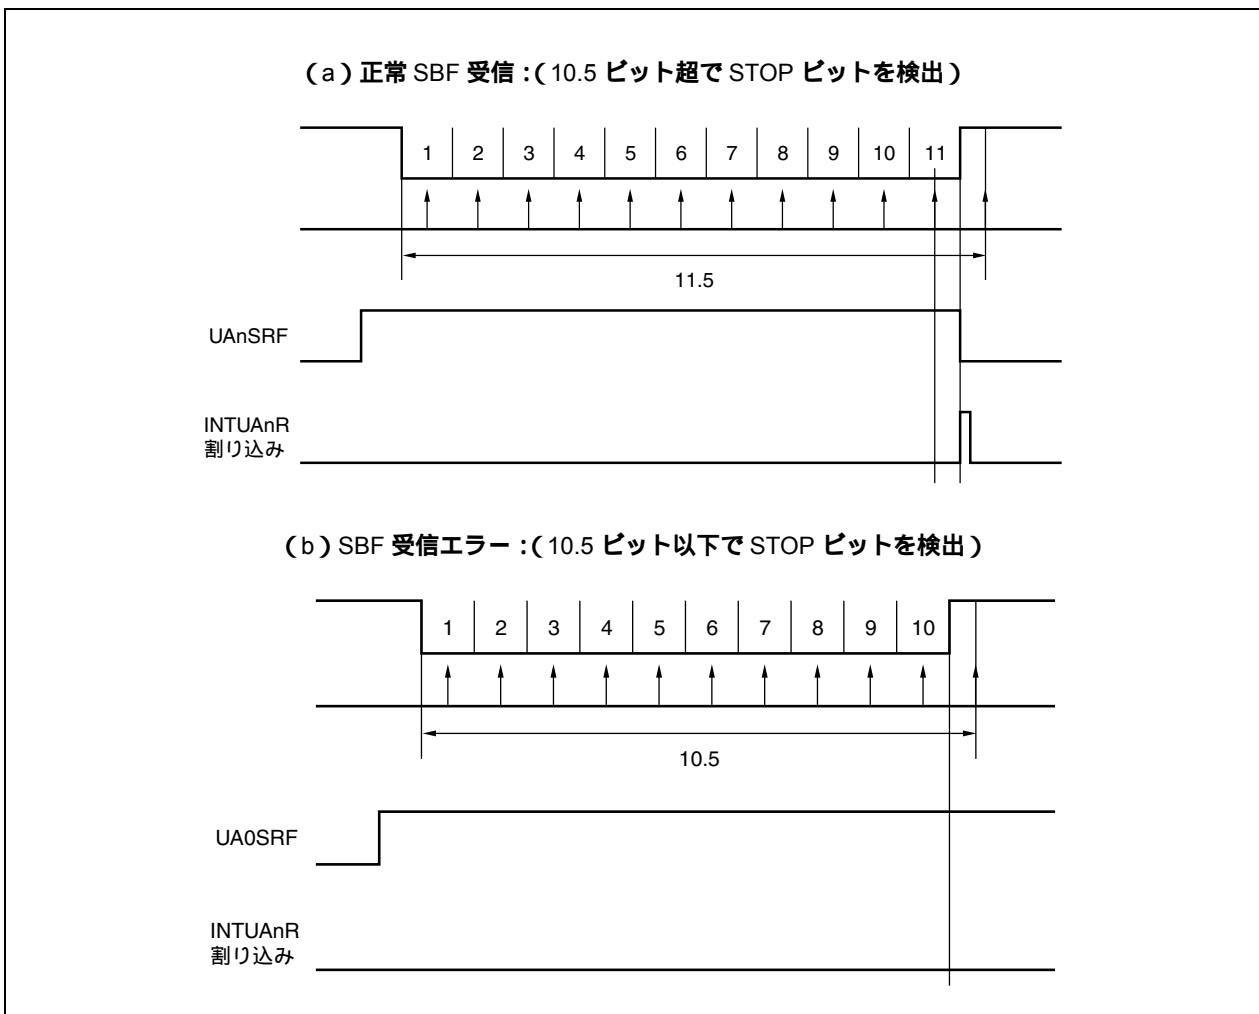 (a)正常 SBF 受信:(10.5 ビット超で STOP ビットを検出)
1 2 3 4 5 6 7 8 9 10 11
11.5
UAnSRF
INTUAnR
割り込み
(b)SBF 受信エラー:(10.5 ビット以下で STOP ビットを検出)
1 2 3 4 5 6 7 8 9 10
10.5
UA0SRF
INTUAnR
割り込み